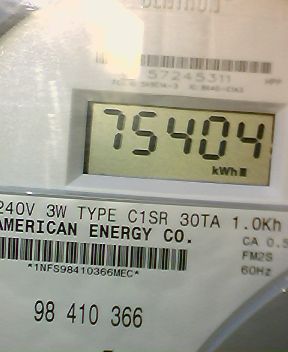 CENTRON
57245311
75404
kWh
240V 3W TYPE C1SR 30TA 1.0Kh
AMERICAN ENERGY CO.
CA 0.5
*1NFS98410366MEC*
FM2S
60Hz
98 410 366